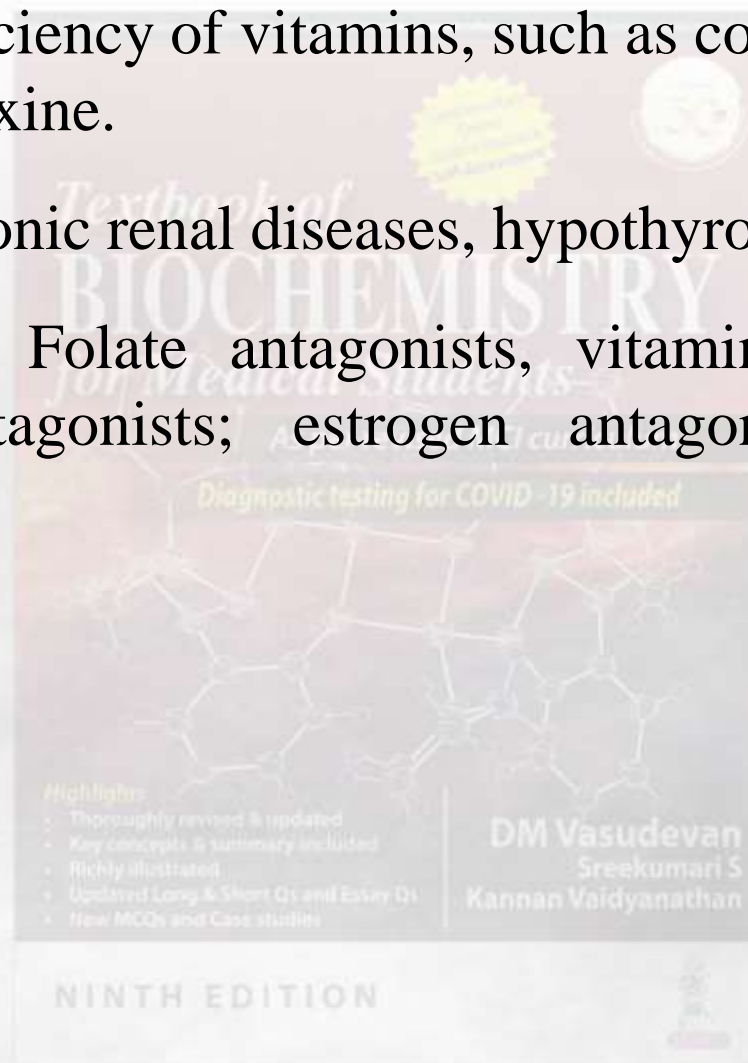 ciency of vitamins, such as co
xine.
onic renal diseases, hypothyro
Folate antagonists, vitamin
tagonists; estrogen antagon
Textbook of
BIOCHEMISTRY
for Medical Students
Diagnostic testing for COVID-19 included
Highlights
• Thoroughly revised & updated
• Key concepts & summary included
• Richly illustrated
• Updated Long & Short Qs and Essay Qs
• New MCQs and Case studies
DM Vasudevan
Sreekumari S
Kannan Vaidyanathan
NINTH EDITION